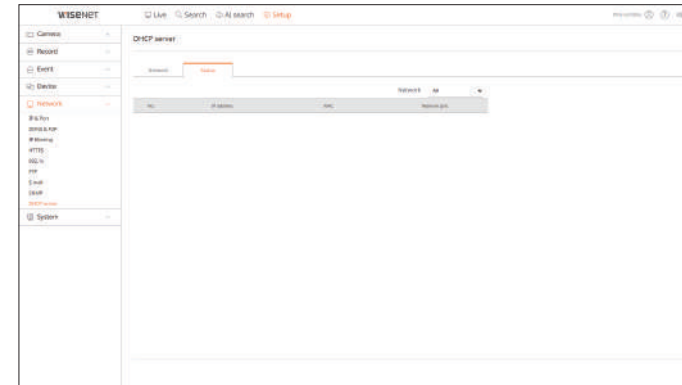 WISENET
Live Search AI search Setup
Camera
Record
Event
Device
Network
IP & Port
DDNS & P2P
IP filtering
HTTPS
802.1x
FTP
E-mail
SNMP
DHCP server
System
DHCP server
Network Status
Network All
No. IP address MAC Network port